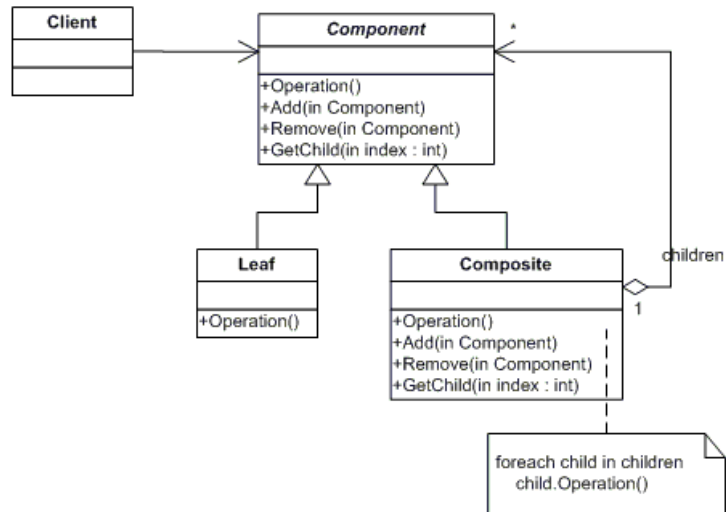 Client
Component
*
+Operation()
+Add(in Component)
+Remove(in Component)
+GetChild(in index : int)
children
Leaf
+Operation()
Composite
1
+Operation()
+Add(in Component)
+Remove(in Component)
+GetChild(in index : int)
foreach child in children
child.Operation()